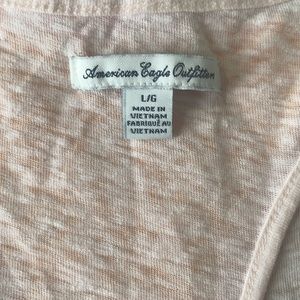 American Eagle Outfitters
L/G
MADE IN
VIETNAM
FABRIQUÉ AU
VIETNAM